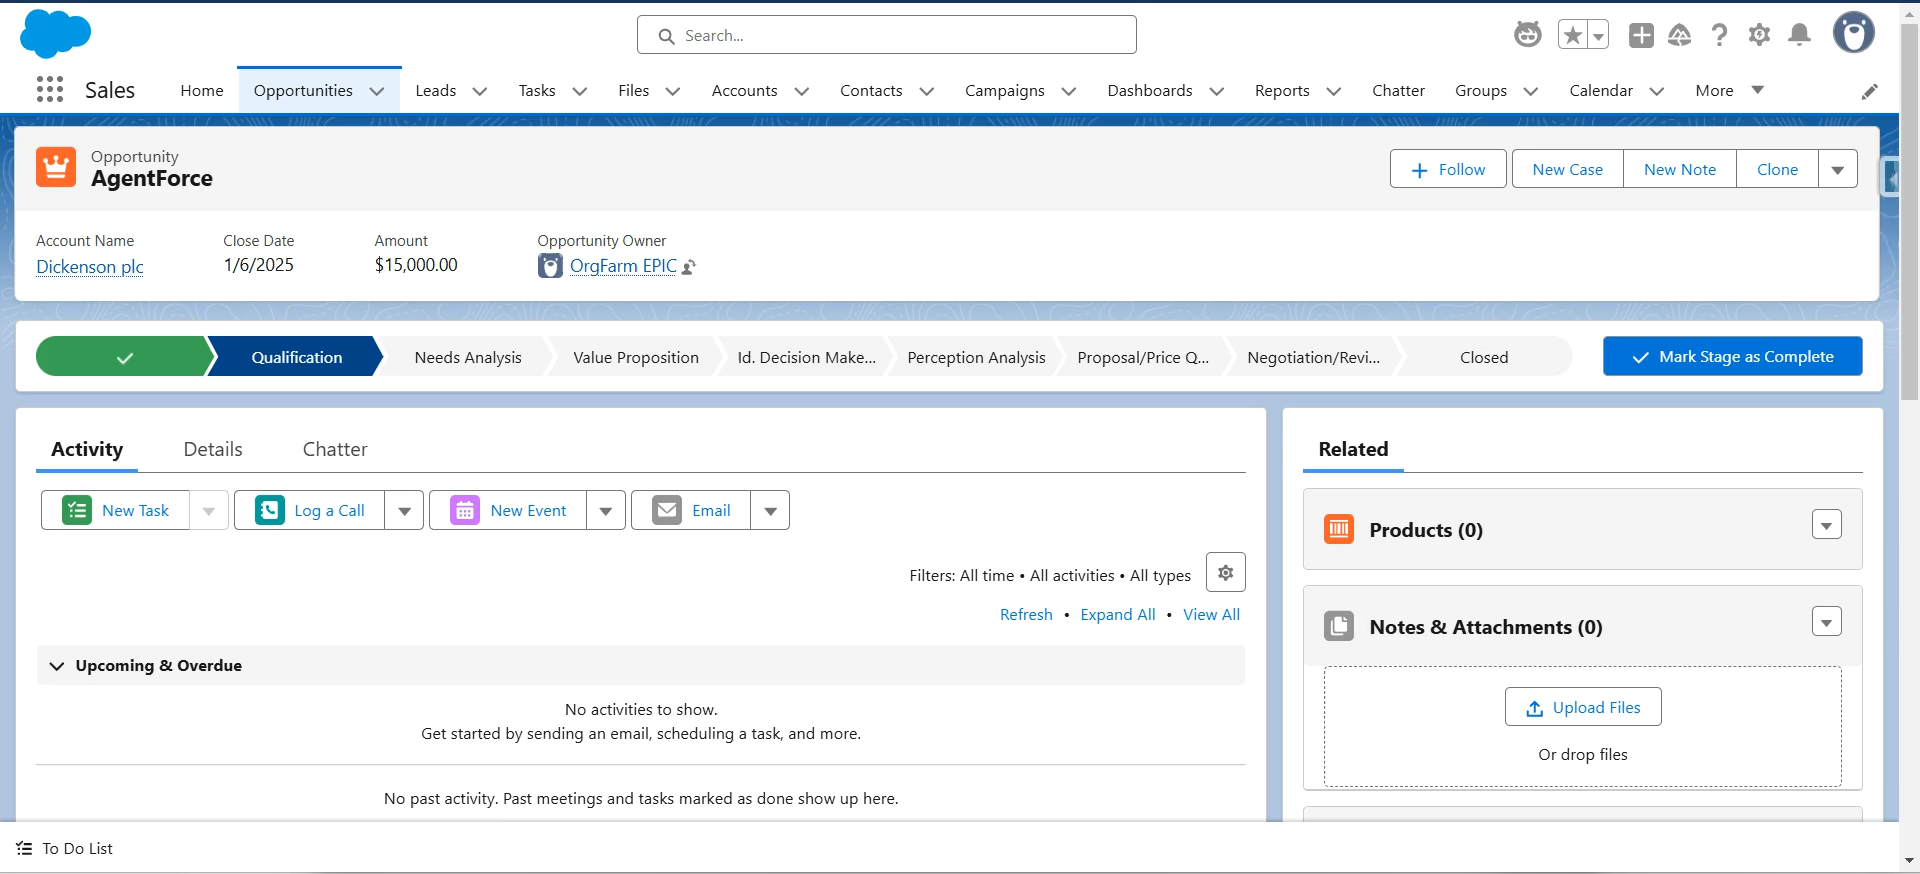 Search...
Sales
Home
Opportunities
Leads
Tasks
Files
Accounts
Contacts
Campaigns
Dashboards
Reports
Chatter
Groups
Calendar
More
Opportunity
AgentForce
Follow
New Case
New Note
Clone
Account Name
Dickenson plc
Close Date
1/6/2025
Amount
$15,000.00
Opportunity Owner
OrgFarm EPIC
Qualification
Needs Analysis
Value Proposition
Id. Decision Make...
Perception Analysis
Proposal/Price Q...
Negotiation/Revi...
Closed
Mark Stage as Complete
Activity
Details
Chatter
New Task
Log a Call
New Event
Email
Filters: All time • All activities • All types
Refresh • Expand All • View All
Upcoming & Overdue
No activities to show.
Get started by sending an email, scheduling a task, and more.
No past activity. Past meetings and tasks marked as done show up here.
Related
Products (0)
Notes & Attachments (0)
Upload Files
Or drop files
To Do List